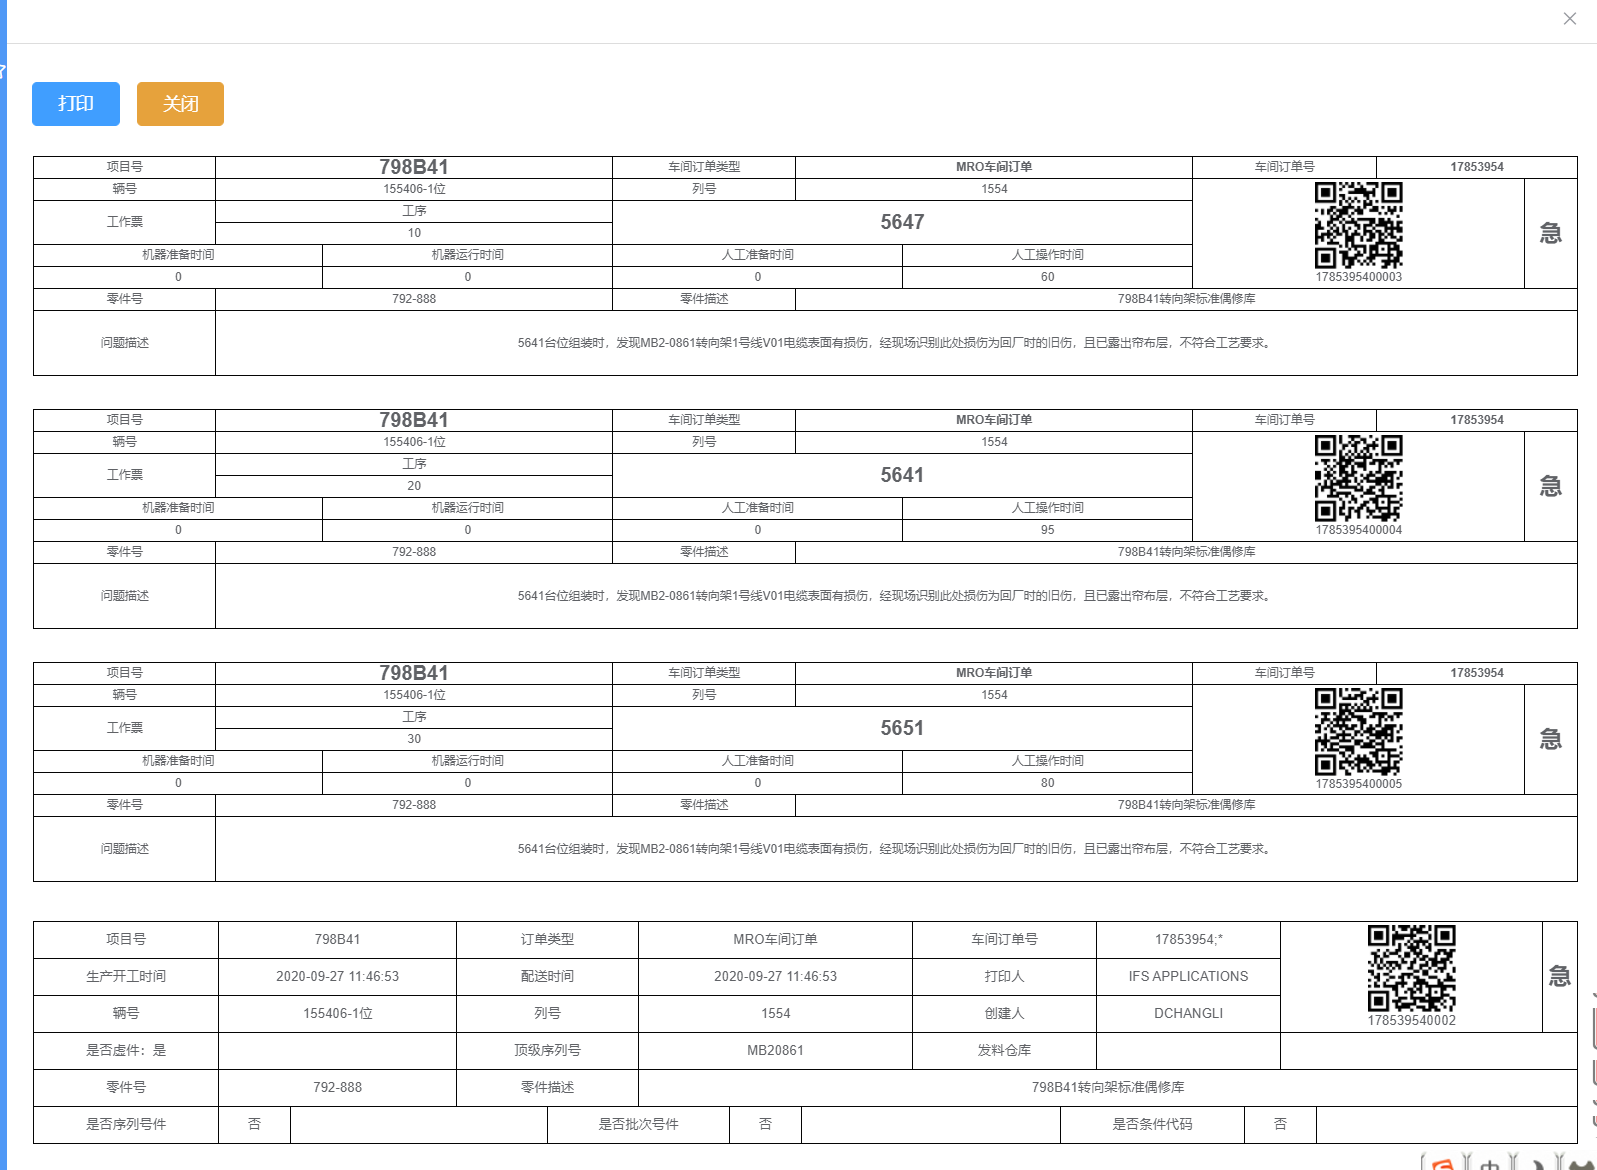 打印 关闭
项目号 798B41 车间订单类型 MRO车间订单 车间订单号 17853954
辆号 155406-1位 列号 1554
工作票 工序 5647 急
10
机器准备时间 机器运行时间 人工准备时间 人工操作时间
0 0 0 60 1785395400003
零件号 792-888 零件描述 798B41转向架标准偶修库
问题描述 5641台位组装时，发现MB2-0861转向架1号线V01电缆表面有损伤，经现场识别此处损伤为回厂时的旧伤，且已露出帘布层，不符合工艺要求。
项目号 798B41 车间订单类型 MRO车间订单 车间订单号 17853954
辆号 155406-1位 列号 1554
工作票 工序 5641 急
20
机器准备时间 机器运行时间 人工准备时间 人工操作时间
0 0 0 95 1785395400004
零件号 792-888 零件描述 798B41转向架标准偶修库
问题描述 5641台位组装时，发现MB2-0861转向架1号线V01电缆表面有损伤，经现场识别此处损伤为回厂时的旧伤，且已露出帘布层，不符合工艺要求。
项目号 798B41 车间订单类型 MRO车间订单 车间订单号 17853954
辆号 155406-1位 列号 1554
工作票 工序 5651 急
30
机器准备时间 机器运行时间 人工准备时间 人工操作时间
0 0 0 80 1785395400005
零件号 792-888 零件描述 798B41转向架标准偶修库
问题描述 5641台位组装时，发现MB2-0861转向架1号线V01电缆表面有损伤，经现场识别此处损伤为回厂时的旧伤，且已露出帘布层，不符合工艺要求。
项目号 798B41 订单类型 MRO车间订单 车间订单号 17853954;*
生产开工时间 2020-09-27 11:46:53 配送时间 2020-09-27 11:46:53 打印人 IFS APPLICATIONS 急
辆号 155406-1位 列号 1554 创建人 DCHANGLI 178539540002
是否虚件：是 顶级序列号 MB20861 发料仓库
零件号 792-888 零件描述 798B41转向架标准偶修库
是否序列号件 否 是否批次号件 否 是否条件代码 否